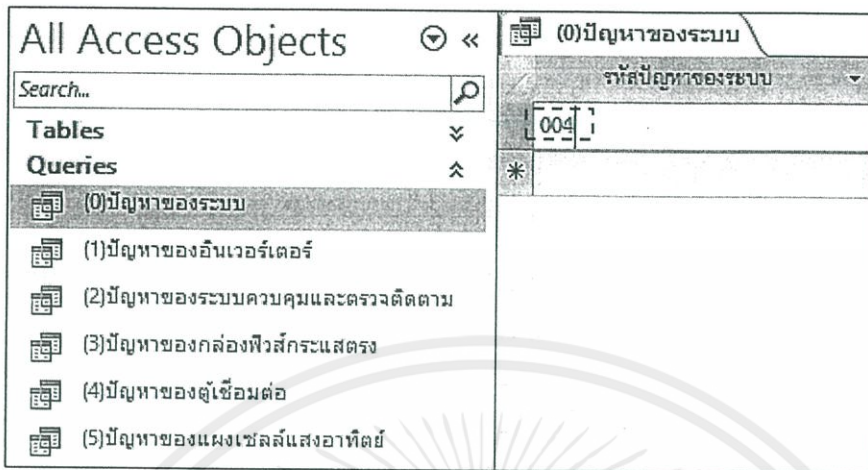 All Access Objects
Search...
Tables
Queries
(0)ปัญหาของระบบ
(1)ปัญหาของอินเวอร์เตอร์
(2)ปัญหาของระบบควบคุมและตรวจติดตาม
(3)ปัญหาของกล่องฟิวส์กระแสตรง
(4)ปัญหาของตู้เชื่อมต่อ
(5)ปัญหาของแผงเซลล์แสงอาทิตย์
(0)ปัญหาของระบบ
รหัสปัญหาของระบบ
004